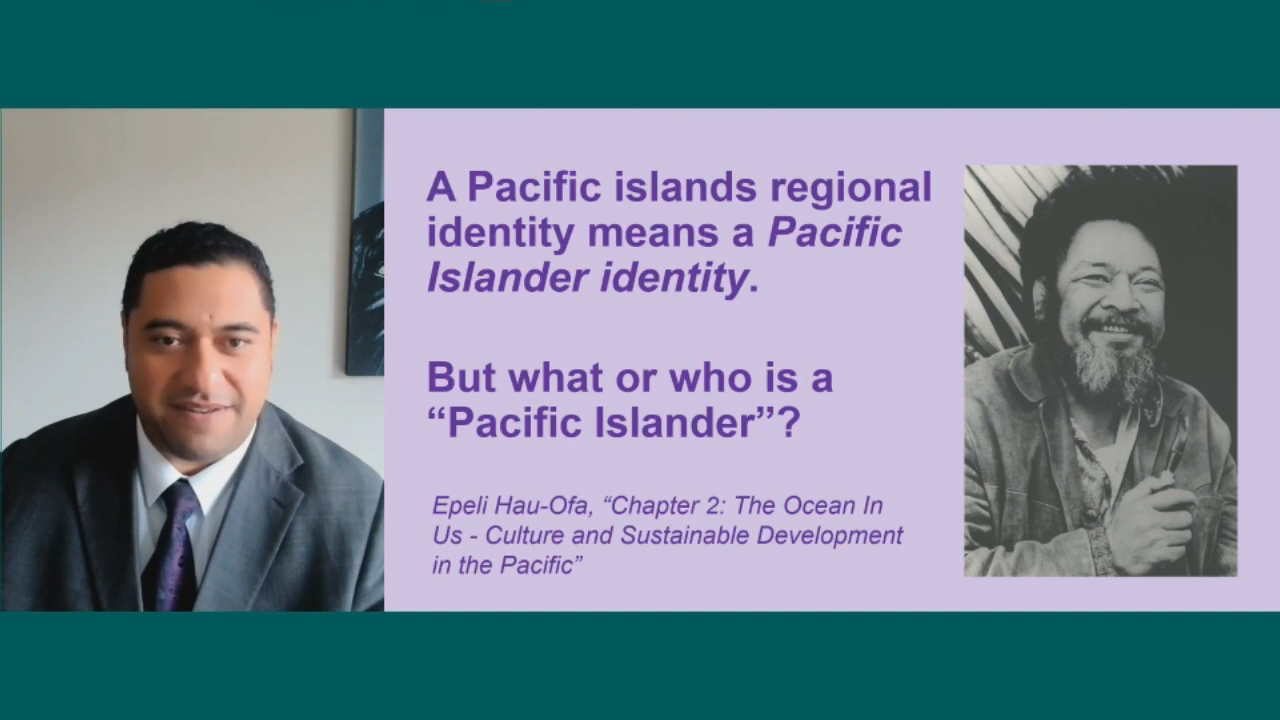 A Pacific islands regional
identity means a Pacific
Islander identity.
But what or who is a
“Pacific Islander”?
Epeli Hau-Ofa, “Chapter 2: The Ocean In
Us - Culture and Sustainable Development
in the Pacific”